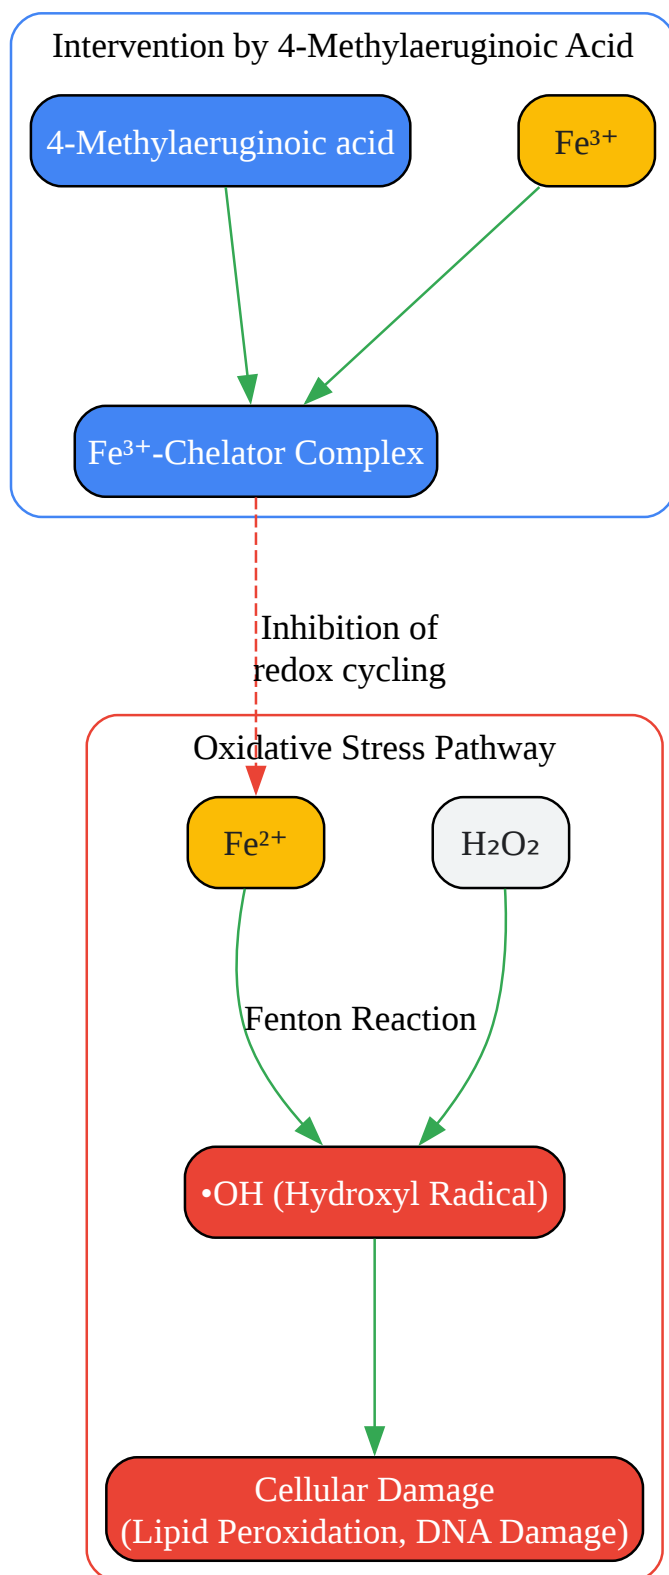 Intervention by 4-Methylaeruginoic Acid
4-Methylaeruginoic acid
Fe³⁺
Fe³⁺-Chelator Complex
Inhibition of
redox cycling
Oxidative Stress Pathway
Fe²⁺
H₂O₂
Fenton Reaction
•OH (Hydroxyl Radical)
Cellular Damage
(Lipid Peroxidation, DNA Damage)